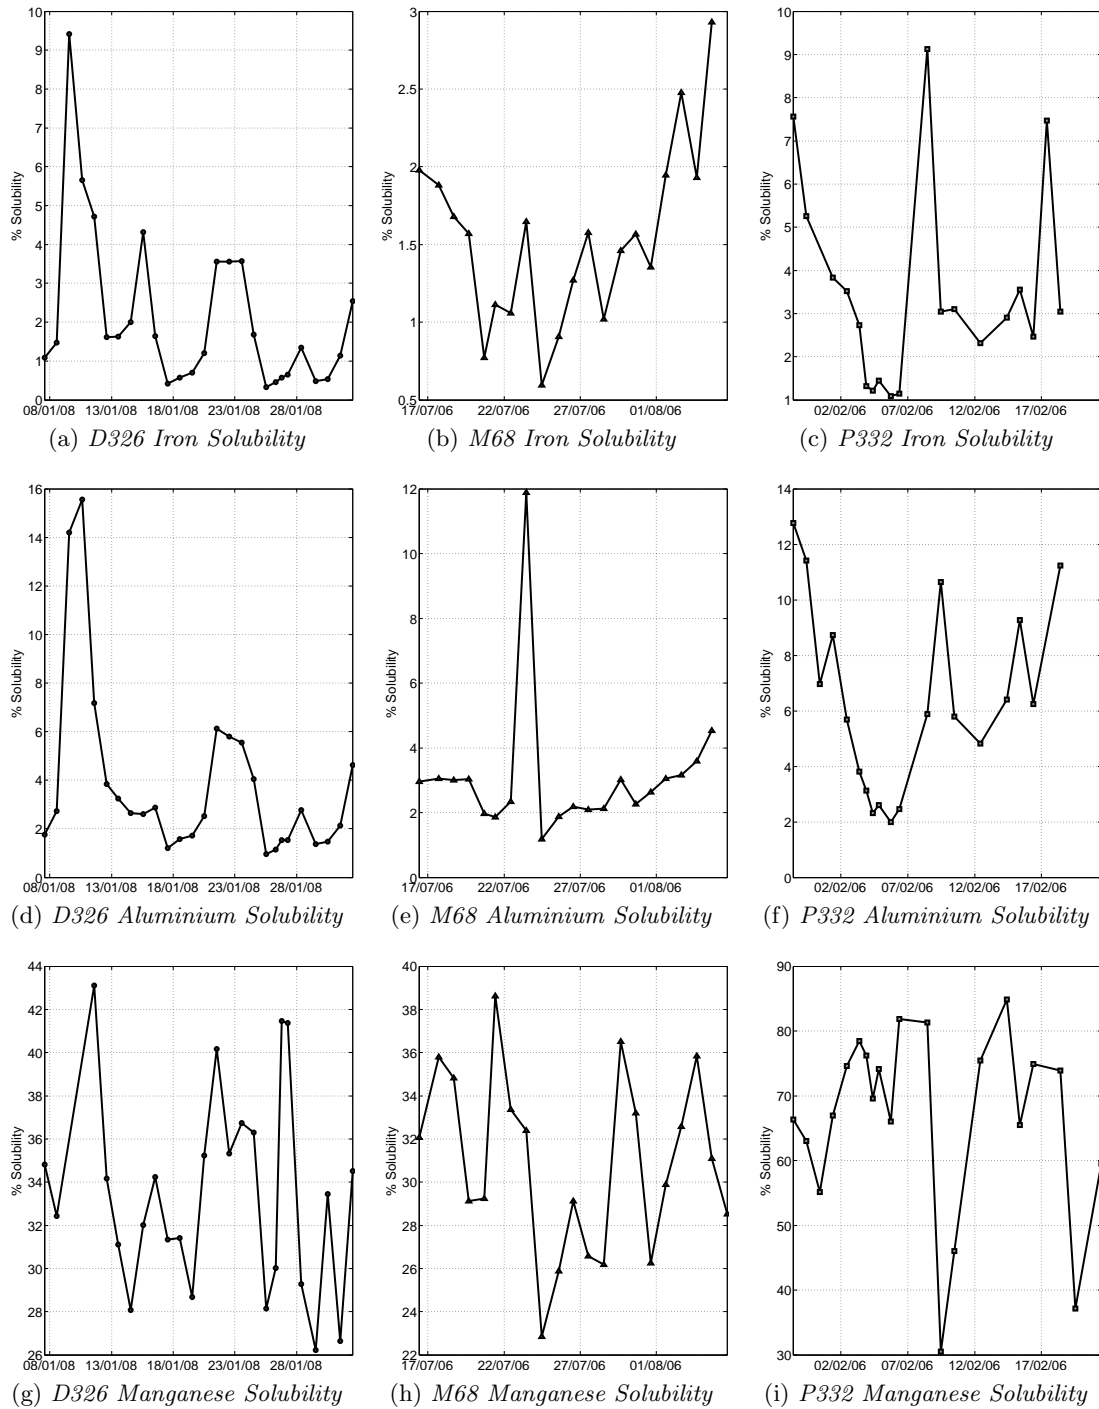 10
9
8
7
6
5
4
3
2
1
0
% Solubility
08/01/08 13/01/08 18/01/08 23/01/08 28/01/08
(a) D326 Iron Solubility
3
2.5
2
1.5
1
0.5
% Solubility
17/07/06 22/07/06 27/07/06 01/08/06
(b) M68 Iron Solubility
10
9
8
7
6
5
4
3
2
1
% Solubility
02/02/06 07/02/06 12/02/06 17/02/06
(c) P332 Iron Solubility
16
14
12
10
8
6
4
2
0
% Solubility
08/01/08 13/01/08 18/01/08 23/01/08 28/01/08
(d) D326 Aluminium Solubility
12
10
8
6
4
2
0
% Solubility
17/07/06 22/07/06 27/07/06 01/08/06
(e) M68 Aluminium Solubility
14
12
10
8
6
4
2
0
% Solubility
02/02/06 07/02/06 12/02/06 17/02/06
(f) P332 Aluminium Solubility
44
42
40
38
36
34
32
30
28
26
% Solubility
08/01/08 13/01/08 18/01/08 23/01/08 28/01/08
(g) D326 Manganese Solubility
40
38
36
34
32
30
28
26
24
22
% Solubility
17/07/06 22/07/06 27/07/06 01/08/06
(h) M68 Manganese Solubility
90
80
70
60
50
40
30
% Solubility
02/02/06 07/02/06 12/02/06 17/02/06
(i) P332 Manganese Solubility